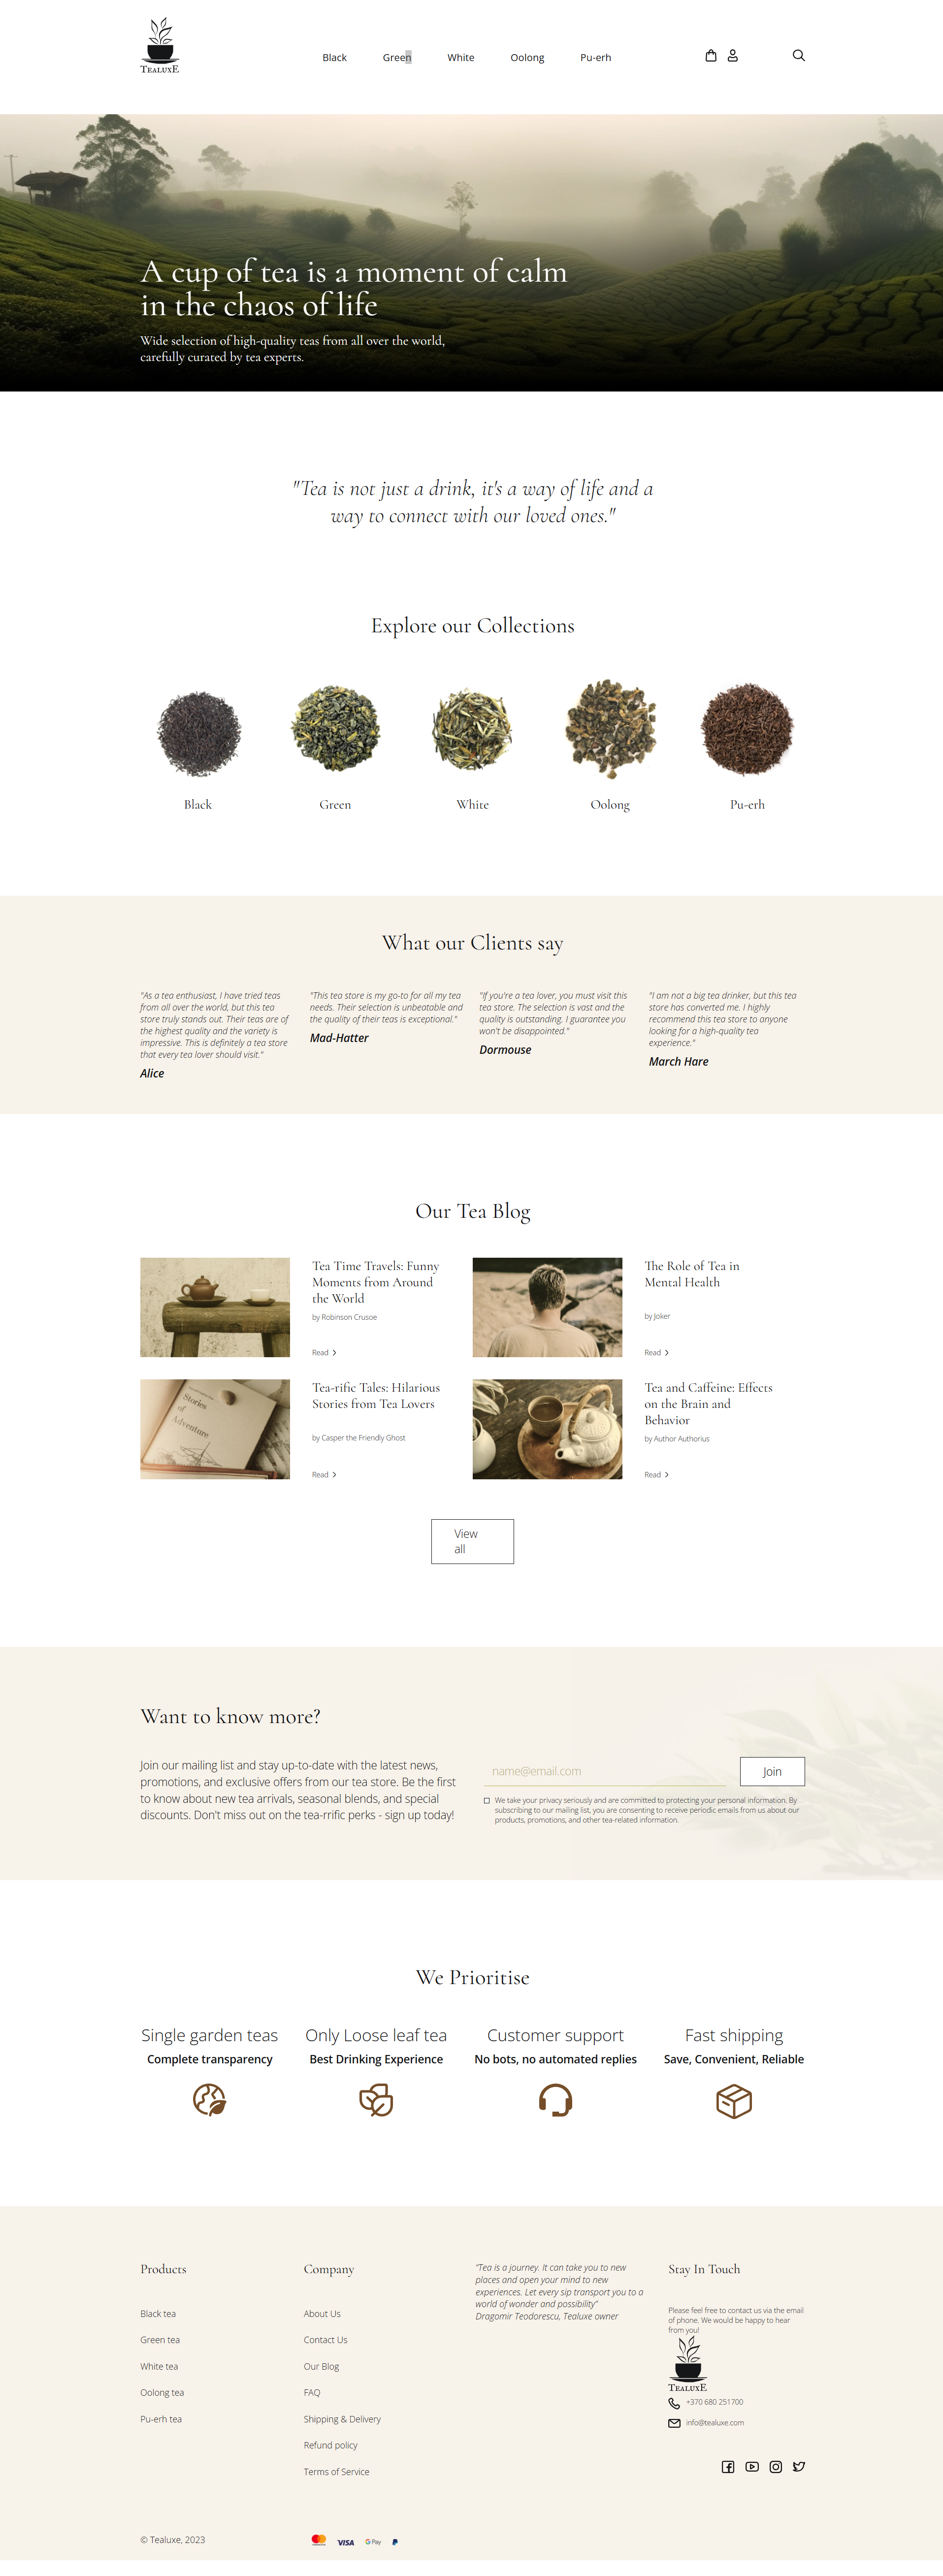 TEALUXE
Black Green White Oolong Pu-erh
A cup of tea is a moment of calm
in the chaos of life
Wide selection of high-quality teas from all over the world,
carefully curated by tea experts.
"Tea is not just a drink, it's a way of life and a
way to connect with our loved ones."
Explore our Collections
Black Green White Oolong Pu-erh
What our Clients say
"As a tea enthusiast, I have tried teas
from all over the world, but this tea
store truly stands out. Their teas are of
the highest quality and the variety is
impressive. This is definitely a tea store
that every tea lover should visit."
Alice
"This tea store is my go-to for all my tea
needs. Their selection is unbeatable and
the quality of their teas is exceptional."
Mad-Hatter
"If you're a tea lover, you must visit this
tea store. The selection is vast and the
quality is outstanding. I guarantee you
won't be disappointed."
Dormouse
"I am not a big tea drinker, but this tea
store has converted me. I highly
recommend this tea store to anyone
looking for a high-quality tea
experience."
March Hare
Our Tea Blog
Tea Time Travels: Funny
Moments from Around
the World
by Robinson Crusoe
Read
The Role of Tea in
Mental Health
by Joker
Read
Stories
of
Adventure
Tea-rific Tales: Hilarious
Stories from Tea Lovers
by Casper the Friendly Ghost
Read
Tea and Caffeine: Effects
on the Brain and
Behavior
by Author Authorius
Read
View
all
Want to know more?
Join our mailing list and stay up-to-date with the latest news,
promotions, and exclusive offers from our tea store. Be the first
to know about new tea arrivals, seasonal blends, and special
discounts. Don't miss out on the tea-rrific perks - sign up today!
name@email.com
Join
We take your privacy seriously and are committed to protecting your personal information. By
subscribing to our mailing list, you are consenting to receive periodic emails from us about our
products, promotions, and other tea-related information.
We Prioritise
Single garden teas
Complete transparency
Only Loose leaf tea
Best Drinking Experience
Customer support
No bots, no automated replies
Fast shipping
Save, Convenient, Reliable
Products
Black tea
Green tea
White tea
Oolong tea
Pu-erh tea
Company
About Us
Contact Us
Our Blog
FAQ
Shipping & Delivery
Refund policy
Terms of Service
"Tea is a journey. It can take you to new
places and open your mind to new
experiences. Let every sip transport you to a
world of wonder and possibility"
Dragomir Teodorescu, Tealuxe owner
Stay In Touch
Please feel free to contact us via the email
of phone. We would be happy to hear
from you!
TEALUXE
+370 680 251700
info@tealuxe.com
© Tealuxe, 2023
VISA
G Pay